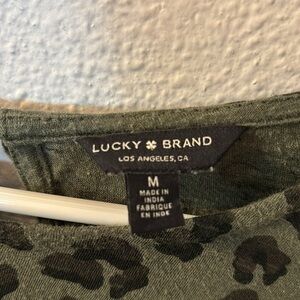 LUCKY BRAND
LOS ANGELES, CA
M
MADE IN
INDIA
FABRIQUÉ
EN INDE